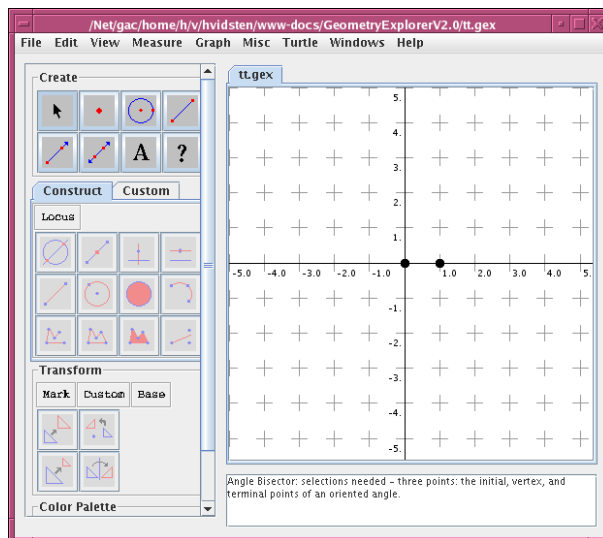 /Net/gac/home/h/v/hvidsten/www-docs/GeometryExplorerV2.0/tt.gex
File Edit View Measure Graph Misc Turtle Windows Help
Create
A ?
Construct Custom
Locus
Transform
Mark Custom Base
Color Palette
tt.gex
5.
4.
3.
2.
1.
-5.0 -4.0 -3.0 -2.0 -1.0 1.0 2.0 3.0 4.0 5.
-1.
-2.
-3.
-4.
-5.
Angle Bisector: selections needed - three points: the initial, vertex, and
terminal points of an oriented angle.